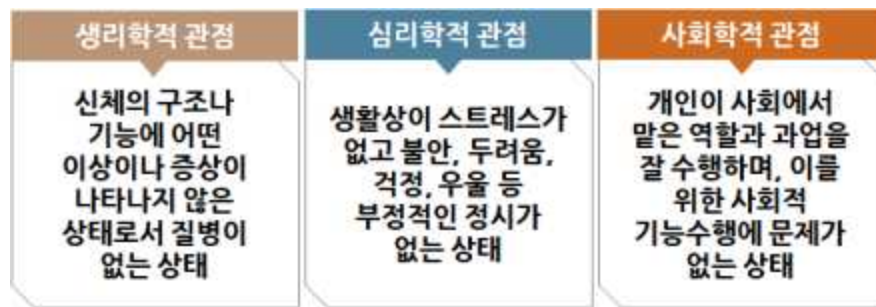 생리학적 관점
신체의 구조나
기능에 어떤
이상이나 증상이
나타나지 않은
상태로서 질병이
없는 상태
심리학적 관점
생활상이 스트레스가
없고 불안, 두려움,
걱정, 우울 등
부정적인 정시가
없는 상태
사회학적 관점
개인이 사회에서
맡은 역할과 과업을
잘 수행하며, 이를
위한 사회적
기능수행에 문제가
없는 상태